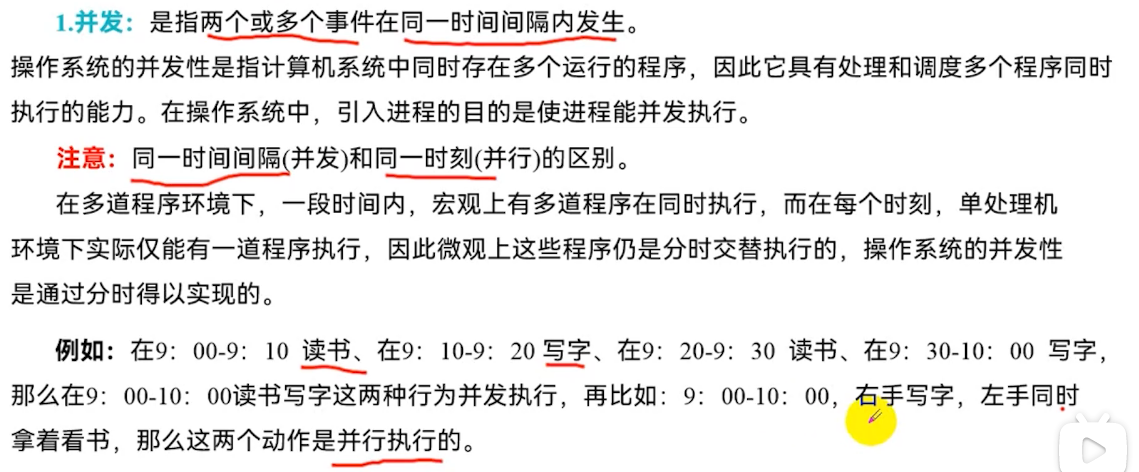 1.并发：是指两个或多个事件在同一时间间隔内发生。
操作系统的并发性是指计算机系统中同时存在多个运行的程序，因此它具有处理和调度多个程序同时
执行的能力。在操作系统中，引入进程的目的是使进程能并发执行。
注意：同一时间间隔(并发)和同一时刻(并行)的区别。
在多道程序环境下，一段时间内，宏观上有多道程序在同时执行，而在每个时刻，单处理机
环境下实际仅能有一道程序执行，因此微观上这些程序仍是分时交替执行的，操作系统的并发性
是通过分时得以实现的。
例如：在9：00-9：10 读书、在9：10-9：20 写字、在9：20-9：30 读书、在9：30-10：00 写字，
那么在9：00-10：00读书写字这两种行为并发执行，再比如：9：00-10：00，右手写字，左手同时
拿着看书，那么这两个动作是并行执行的。